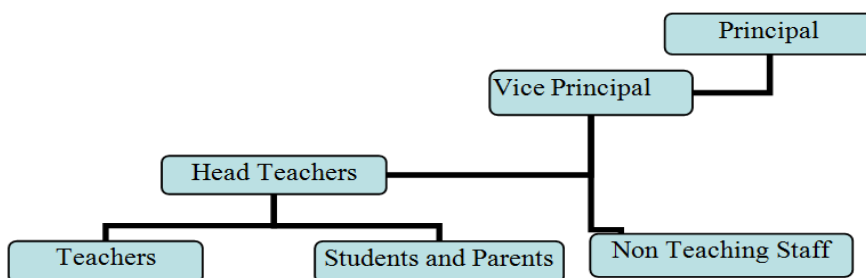 Principal
Vice Principal
Head Teachers
Teachers
Students and Parents
Non Teaching Staff